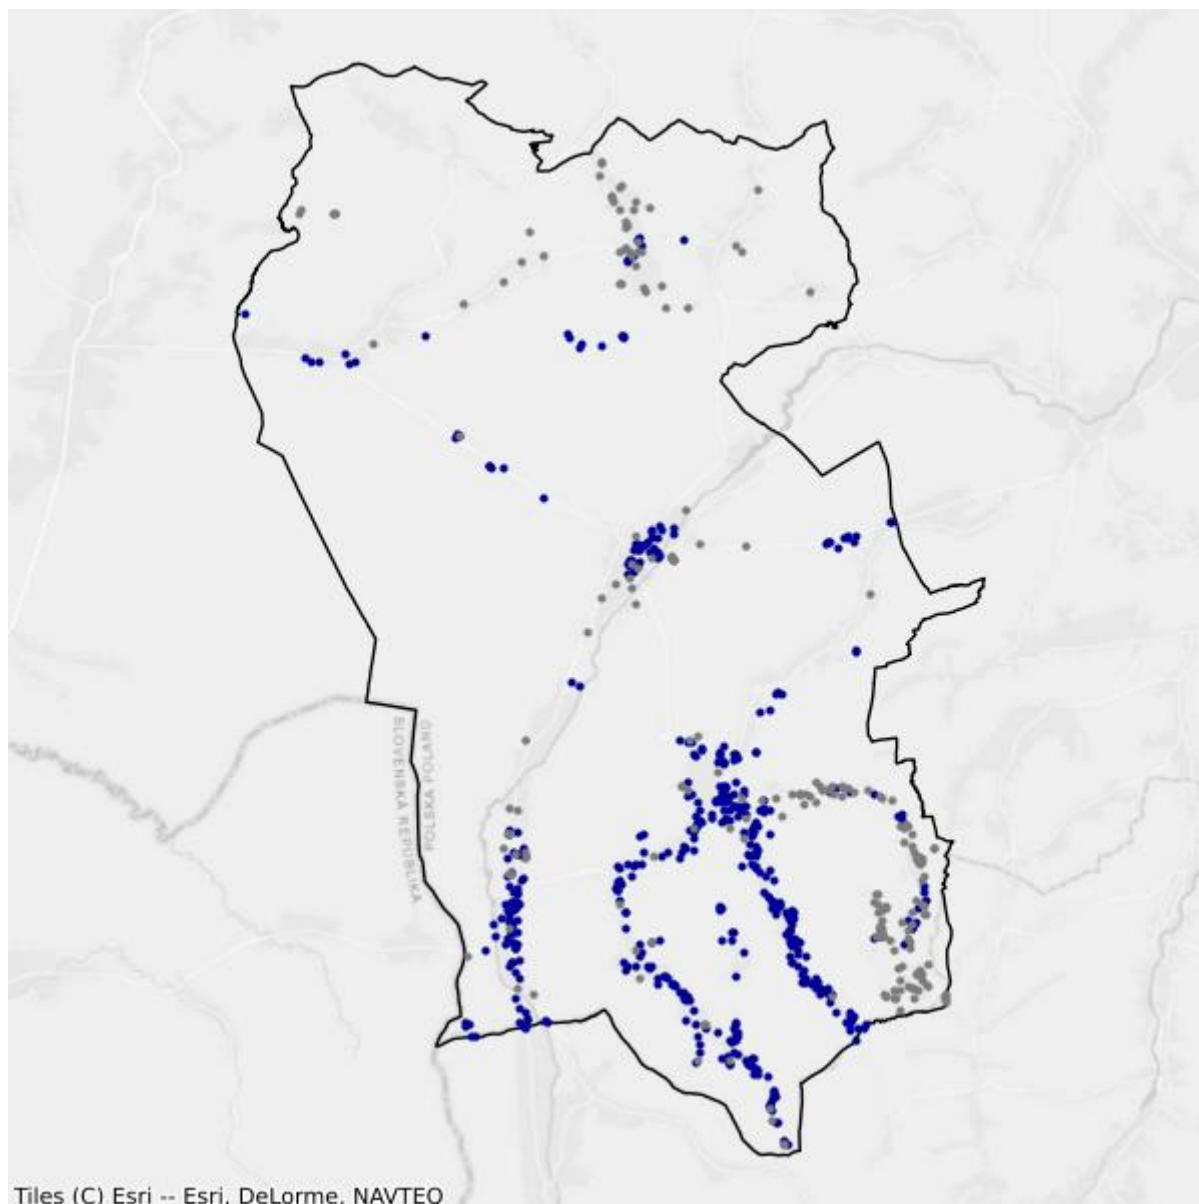 SLOVENSKÁ REPUBLIKA
POLSKA POLAND
Tiles (C) Esri -- Esri, DeLorme, NAVTEQ